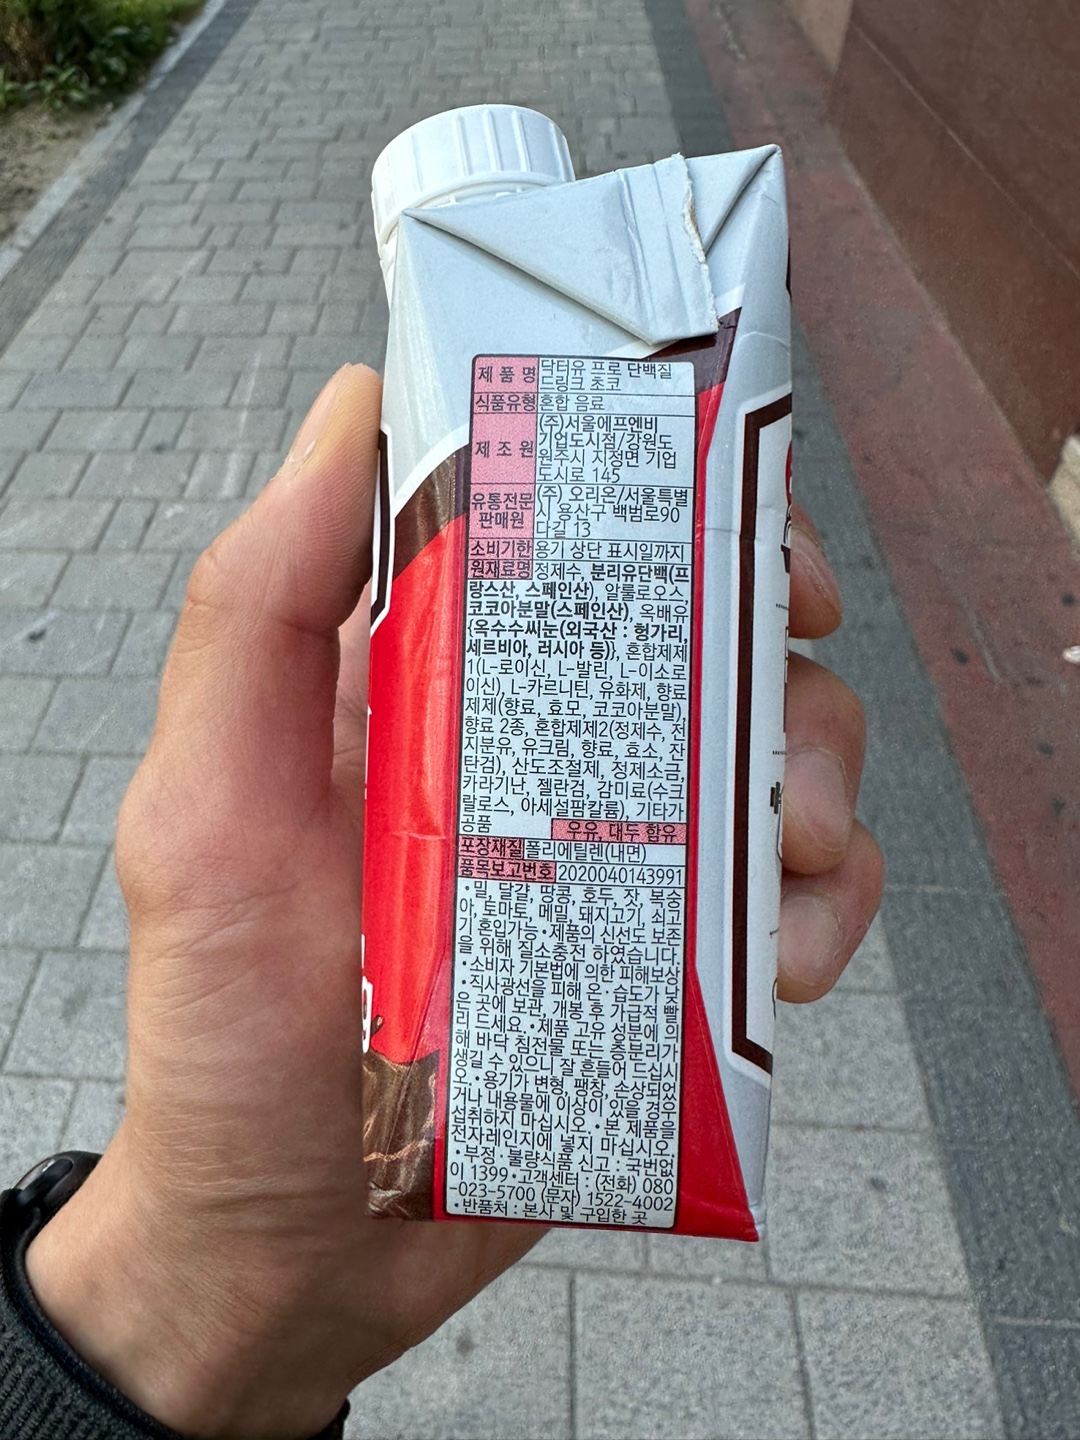 제 품 명 닥터유 프로 단백질
드링크 초코
식품유형 혼합 음료
제 조 원 (주)서울에프엔비
기업도시점/강원도
원주시 지정면 기업
도시로 145
유통전문판매원 (주) 오리온/서울특별
시 용산구 백범로90
다길 13
소비기한 용기 상단 표시일까지
원재료명 정제수, 분리유단백(프
랑스산, 스페인산), 알룰로오스,
코코아분말(스페인산), 옥배유
{옥수수씨눈(외국산 : 헝가리,
세르비아, 러시아 등)}, 혼합제제
1(L-로이신, L-발린, L-이소로
이신), L-카르니틴, 유화제, 향료
제제(향료, 효모, 코코아분말),
향료 2종, 혼합제제2(정제수, 전
지분유, 유크림, 향료, 효소, 잔
탄검), 산도조절제, 정제소금,
카라기난, 젤란검, 감미료(수크
랄로스, 아세설팜칼륨), 기타가
공품 우유, 대두 함유
포장재질 폴리에틸렌(내면)
품목보고번호 2020040143991
•밀, 달걀, 땅콩, 호두, 잣, 복숭
아, 토마토, 메밀, 돼지고기, 쇠고
기 혼입가능•제품의 신선도 보존
을 위해 질소충전 하였습니다.
•소비자 기본법에 의한 피해보상
•직사광선을 피해 온·습도가 낮
은 곳에 보관, 개봉 후 가급적 빨
리 드세요.•제품 고유 성분에 의
해 바닥 침전물 또는 층분리가
생길 수 있으니 잘 흔들어 드십시
오.•용기가 변형, 팽창, 손상되었
거나 내용물에 이상이 있을 경우
섭취하지 마십시오.•본 제품을
전자레인지에 넣지 마십시오.
•부정·불량식품 신고 : 국번없
이 1399•고객센터 : (전화) 080
-023-5700 (문자) 1522-4002
•반품처 : 본사 및 구입한 곳
g